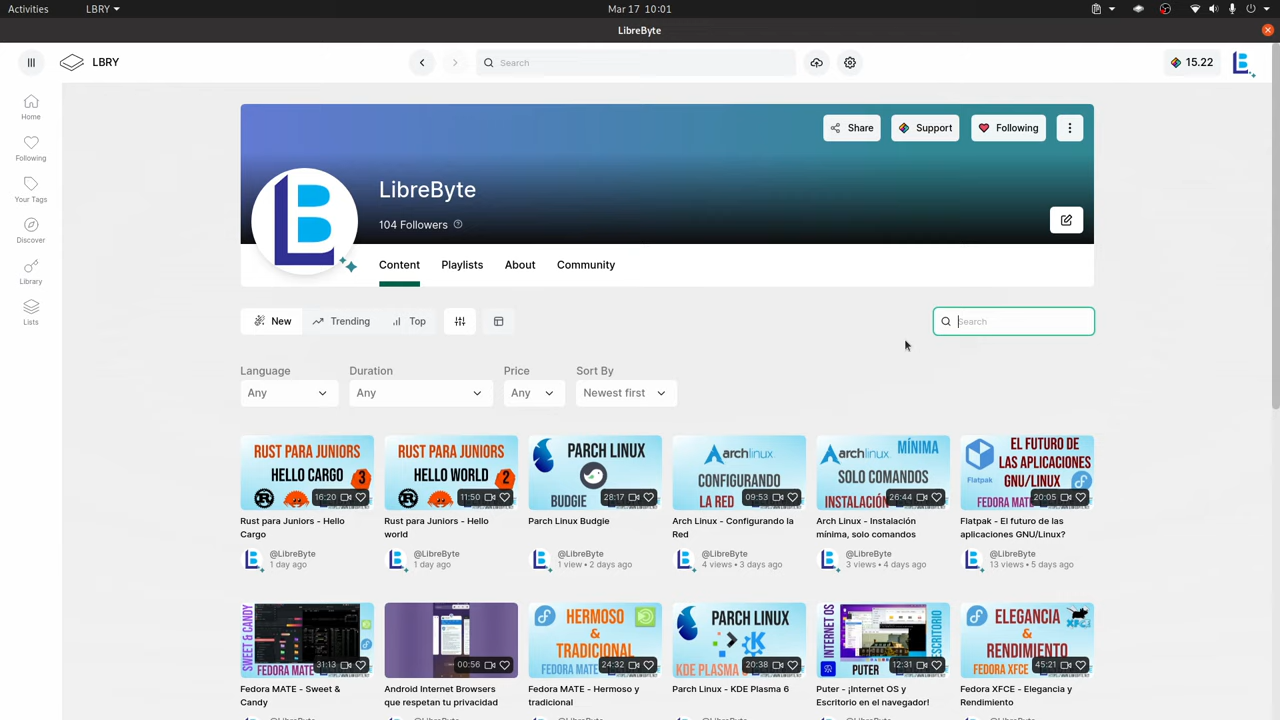 Activities LBRY Mar 17 10:01
LibreByte
LBRY Search 15.22
Home
Following
Your Tags
Discover
Library
Lists
Share Support Following
LibreByte
104 Followers
Content Playlists About Community
New Trending Top Search
Language Duration Price Sort By
Any Any Any Newest first
RUST PARA JUNIORS
HELLO CARGO 3
16:20
Rust para Juniors - Hello
Cargo
@LibreByte
1 day ago
RUST PARA JUNIORS
HELLO WORLD 2
11:50
Rust para Juniors - Hello
world
@LibreByte
1 day ago
PARCH LINUX
BUDGIE 28:17
Parch Linux Budgie
@LibreByte
1 view • 2 days ago
archlinux
CONFIGURANDO
LA RED 09:53
Arch Linux - Configurando la
Red
@LibreByte
4 views • 3 days ago
archlinux MÍNIMA,
SOLO COMANDOS
INSTALACIÓN 26:44
Arch Linux - Instalación
mínima, solo comandos
@LibreByte
3 views • 4 days ago
EL FUTURO DE
LAS APLICACIONES
Flatpak GNU/LINUX?
FEDORA MATE 20:05
Flatpak - El futuro de las
aplicaciones GNU/Linux?
@LibreByte
13 views • 5 days ago
SWEET & CANDY
FEDORA MATE
31:13
Fedora MATE - Sweet &
Candy
00:56
Android Internet Browsers
que respetan tu privacidad
HERMOSO
&
TRADICIONAL
FEDORA MATE 24:32
Fedora MATE - Hermoso y
tradicional
PARCH LINUX
KDE PLASMA 6 20:38
Parch Linux - KDE Plasma 6
INTERNET OS
ESCRITORIO
PUTER 12:31
Puter - ¡Internet OS y
Escritorio en el navegador!
ELEGANCIA
&
RENDIMIENTO
FEDORA XFCE 45:21
Fedora XFCE - Elegancia y
Rendimiento